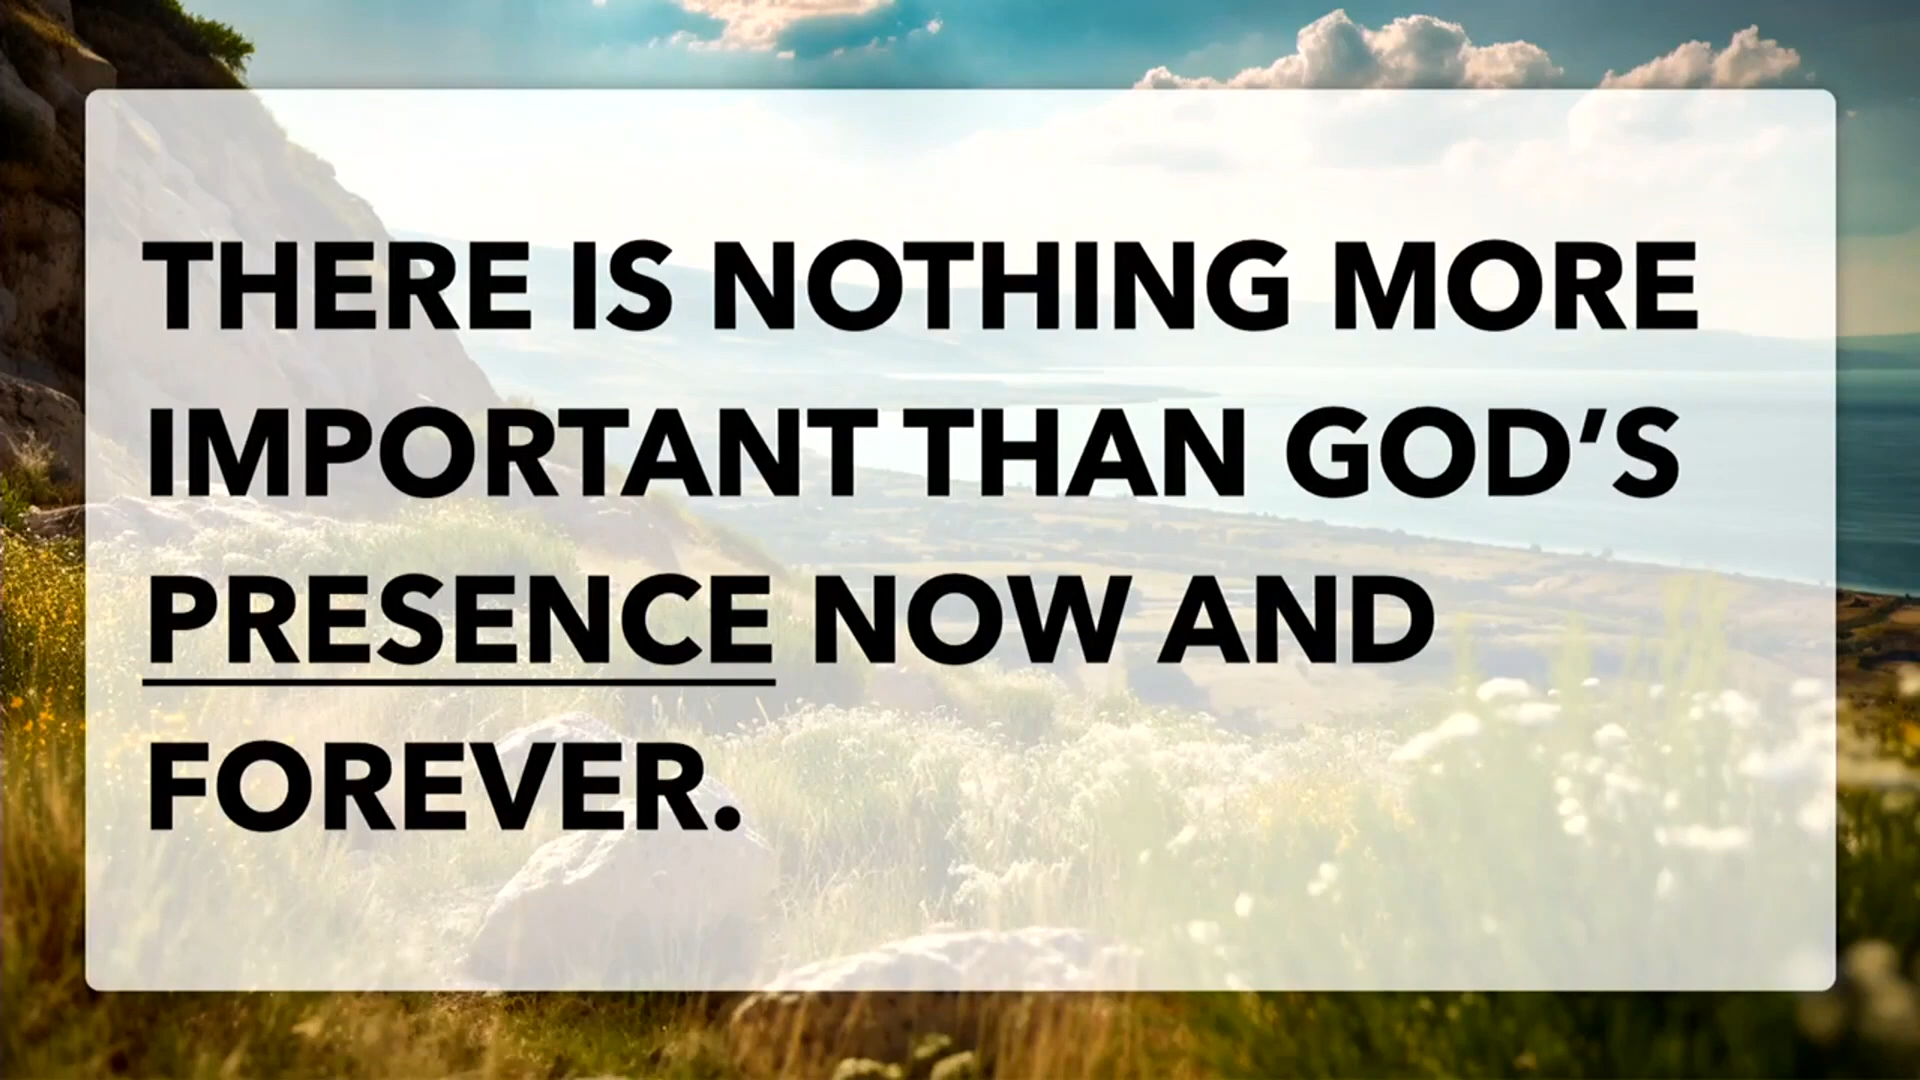 THERE IS NOTHING MORE
IMPORTANT THAN GOD’S
PRESENCE NOW AND
FOREVER.